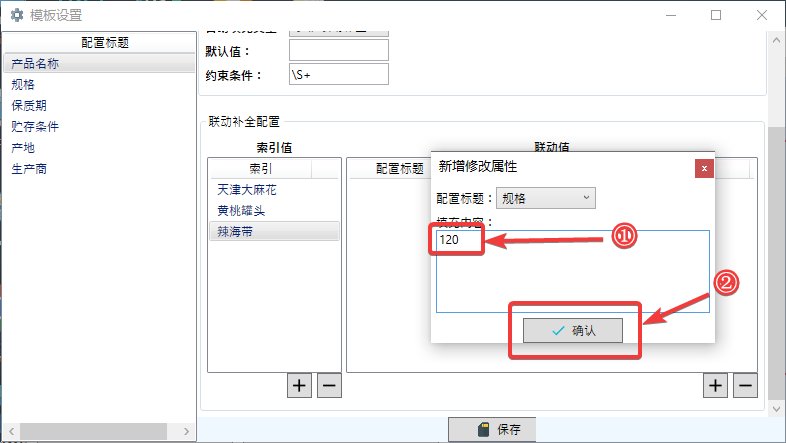 模板设置
配置标题
产品名称
规格
保质期
贮存条件
产地
生产商
默认值：
约束条件：
\S+
联动补全配置
索引值
索引
天津大麻花
黄桃罐头
辣海带
联动值
配置标题
新增修改属性
x
配置标题：
规格
填充内容：
120
①
②
确认
+
−
+
−
保存